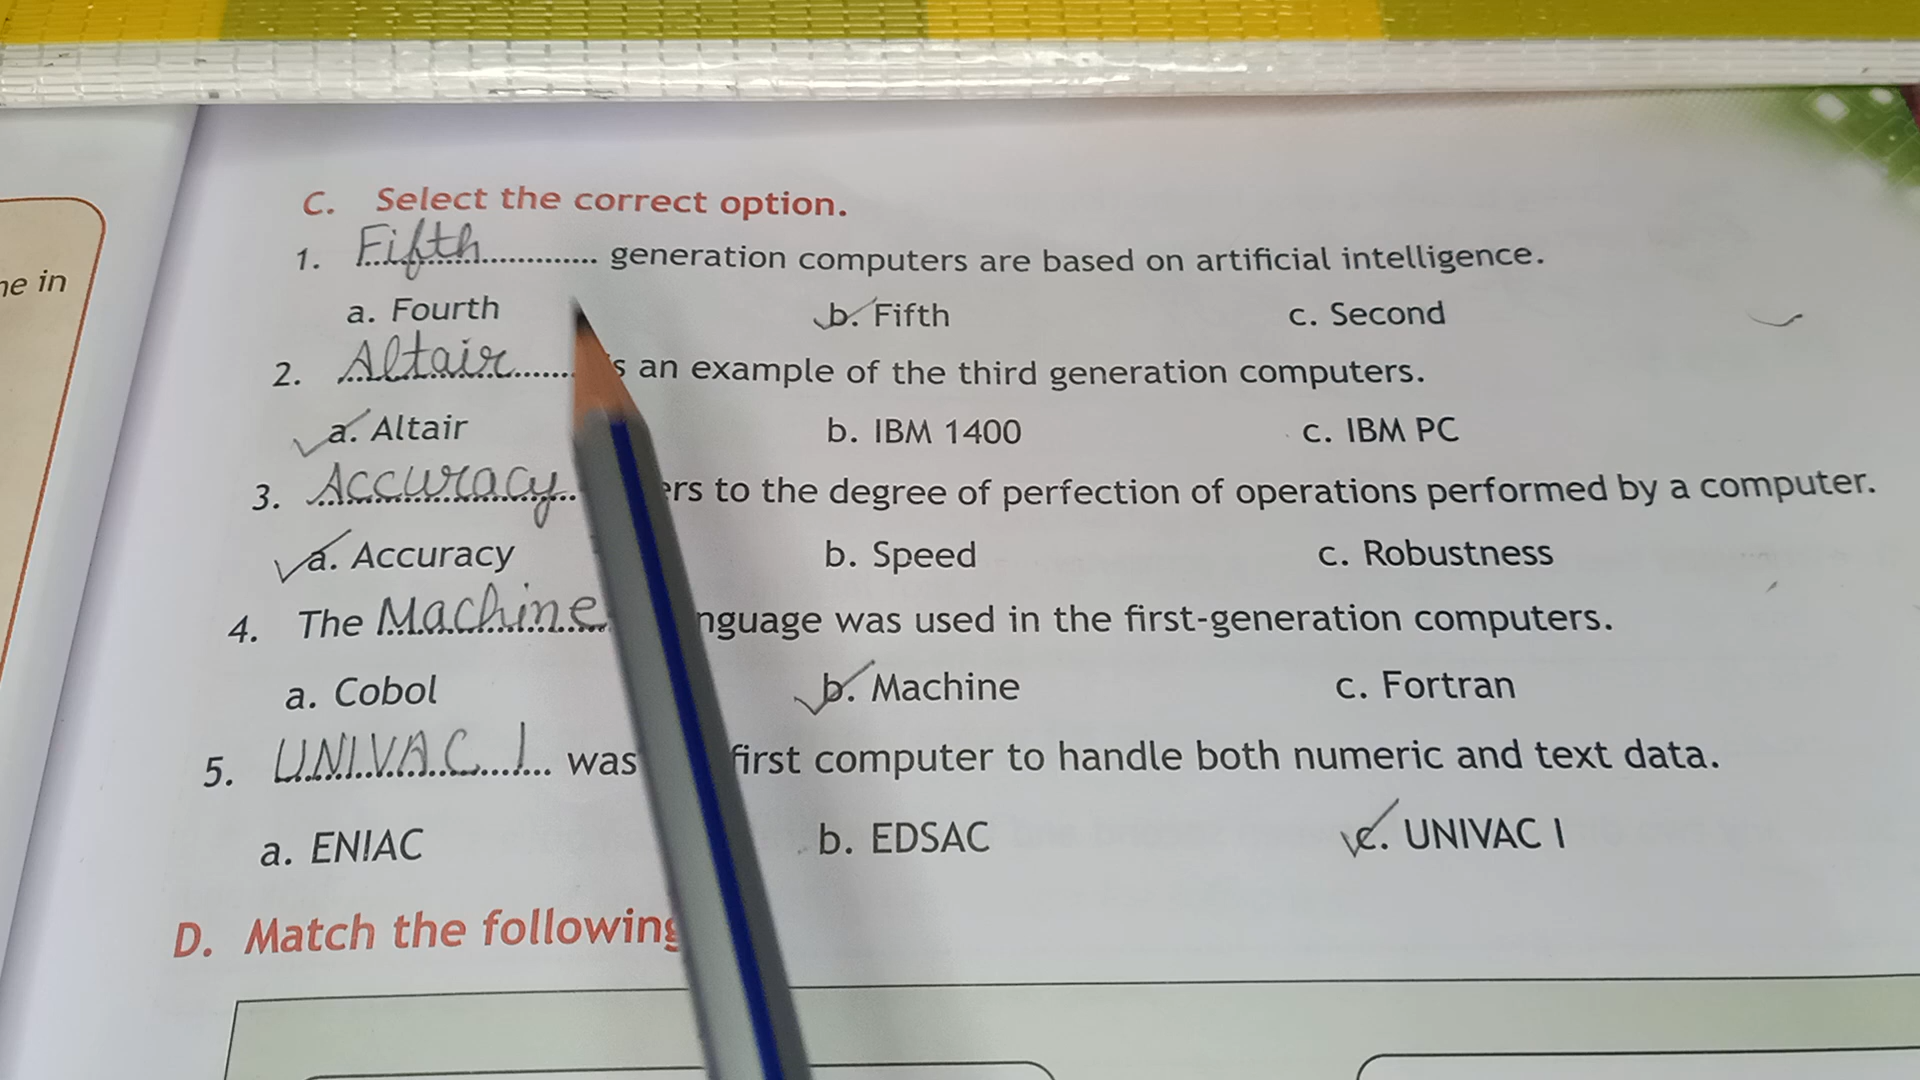 ne in
C. Select the correct option.
1. Fifth generation computers are based on artificial intelligence.
a. Fourth b. Fifth c. Second
2. Altair an example of the third generation computers.
a. Altair b. IBM 1400 c. IBM PC
3. Accuracy to the degree of perfection of operations performed by a computer.
a. Accuracy b. Speed c. Robustness
4. The Machine nguage was used in the first-generation computers.
a. Cobol b. Machine c. Fortran
5. UNIVAC I was first computer to handle both numeric and text data.
a. ENIAC b. EDSAC c. UNIVAC I
D. Match the following